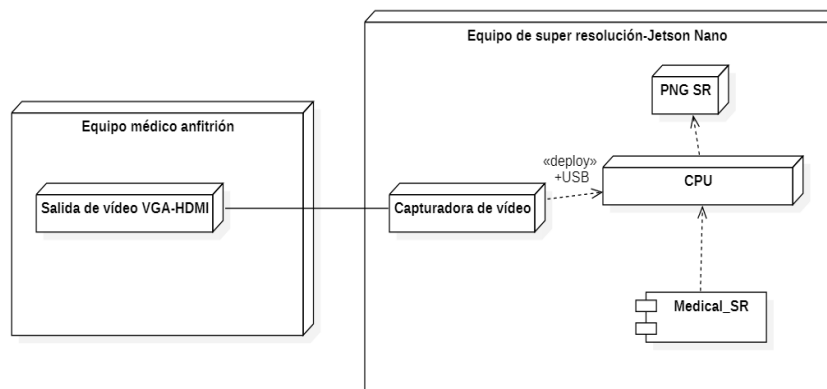 Equipo de super resolución-Jetson Nano
PNG SR
Equipo médico anfitrión
«deploy»
+USB
CPU
Salida de vídeo VGA-HDMI
Capturadora de vídeo
Medical_SR